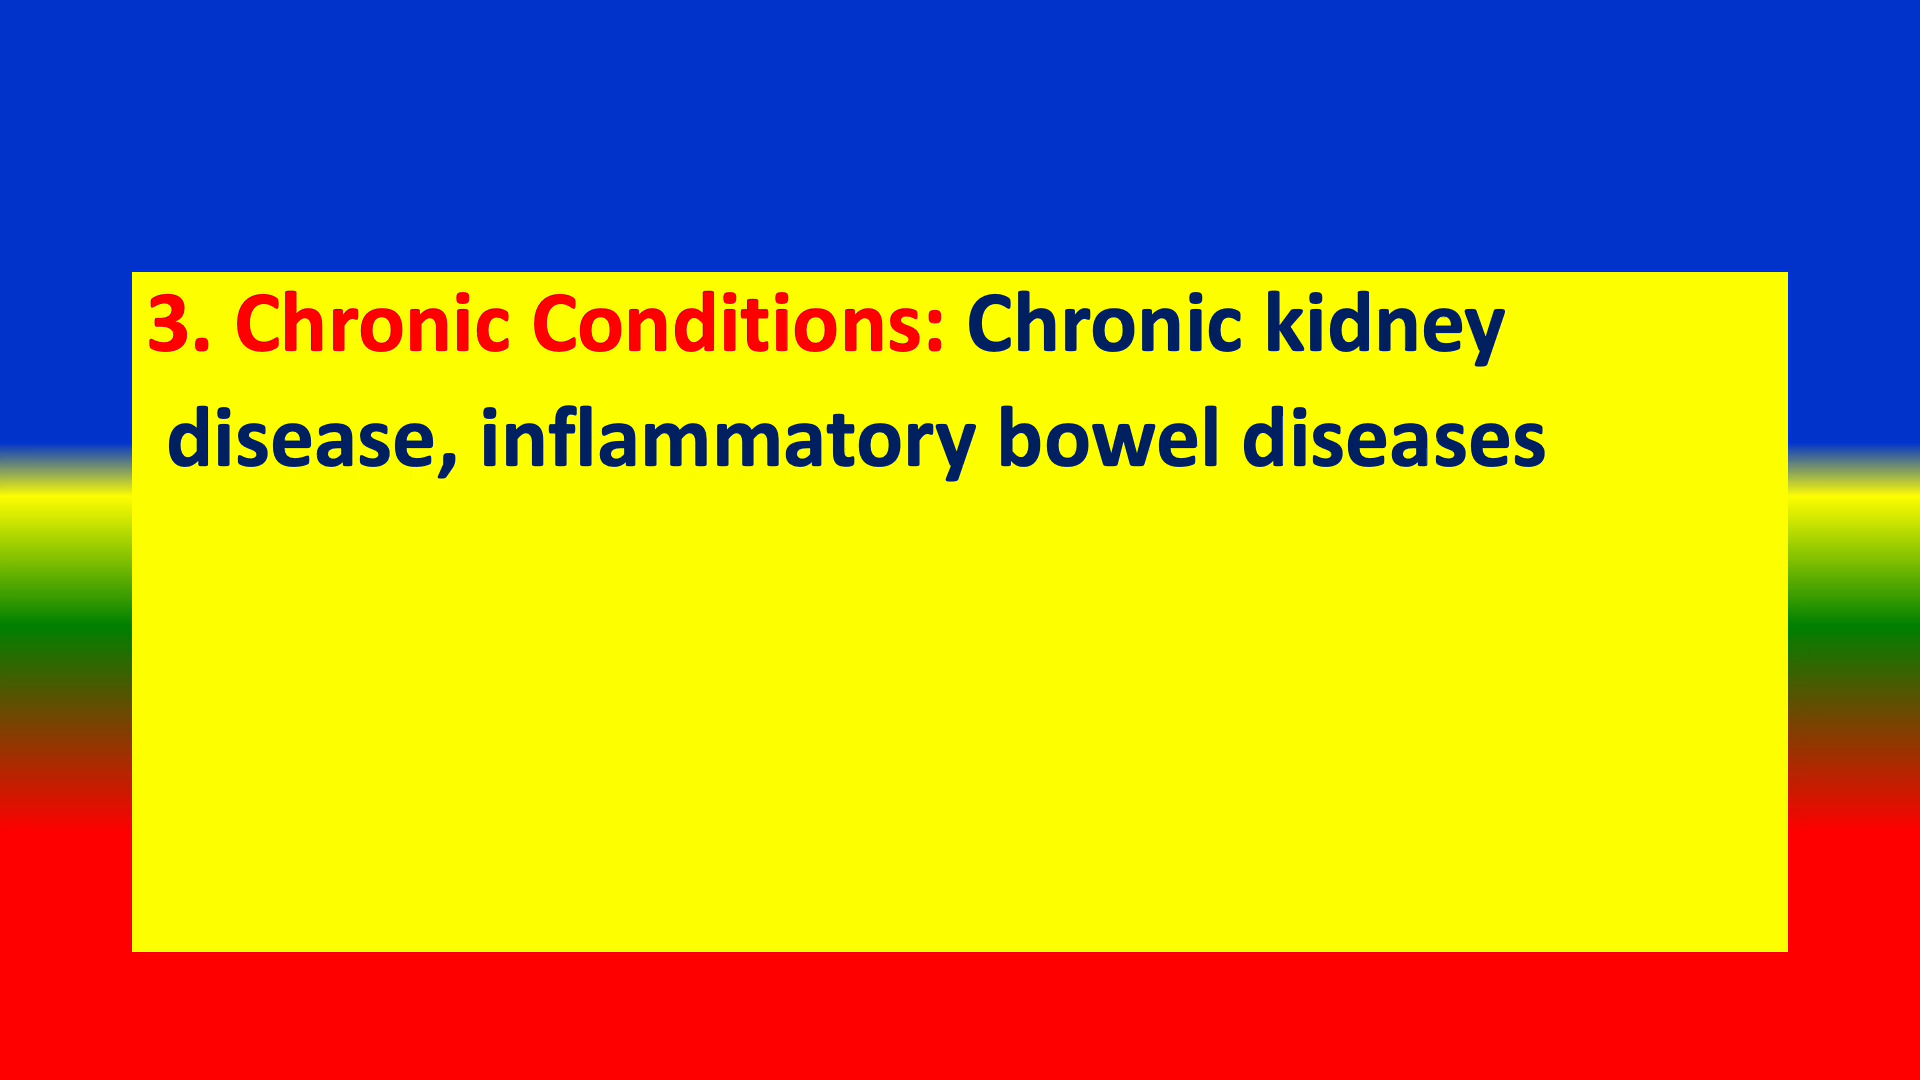 3. Chronic Conditions: Chronic kidney
disease, inflammatory bowel diseases